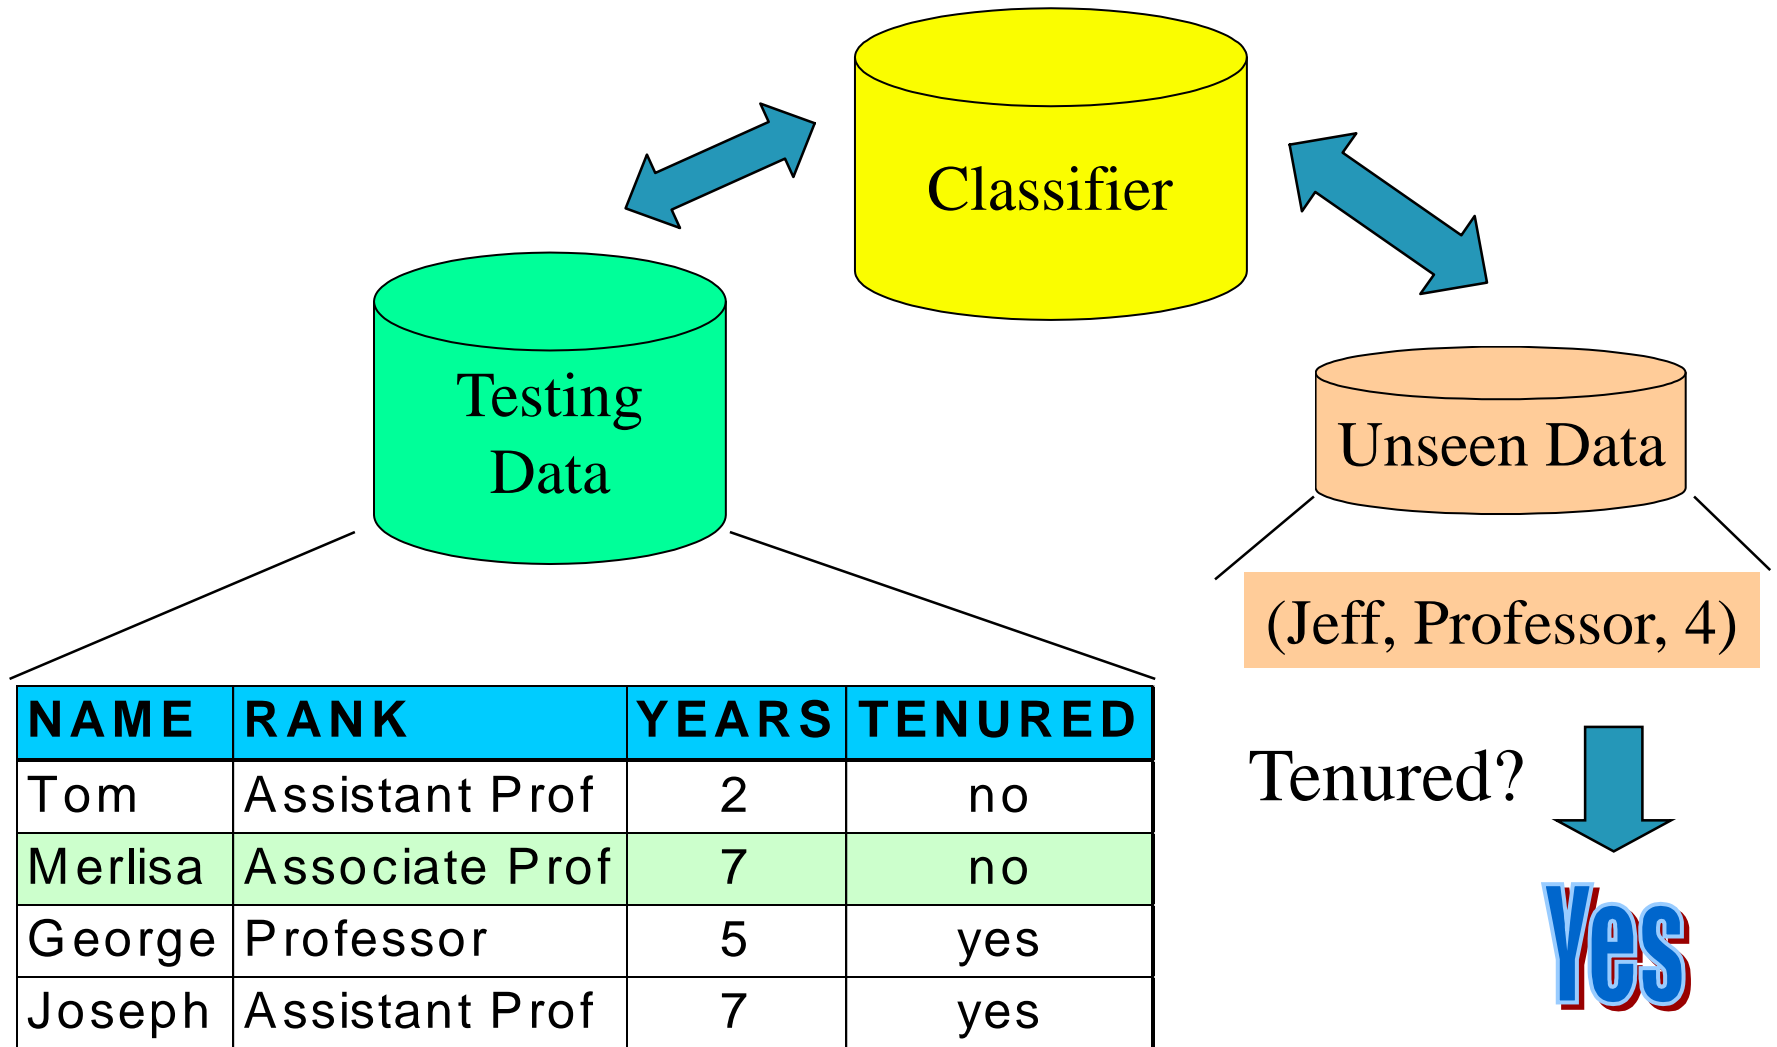 Classifier
Testing
Data
Unseen Data
(Jeff, Professor, 4)
NAME RANK YEARS TENURED
Tom Assistant Prof 2 no
Merlisa Associate Prof 7 no
George Professor 5 yes
Joseph Assistant Prof 7 yes
Tenured?
Yes